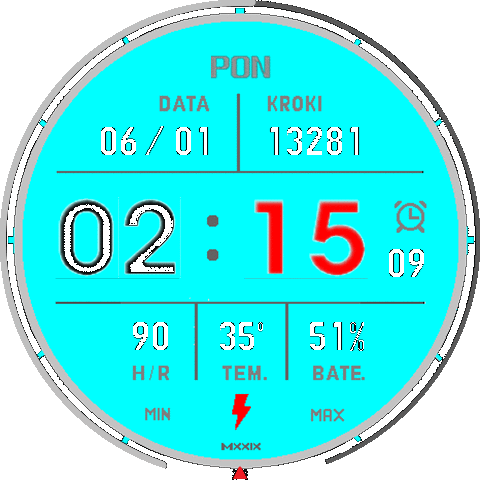 PON
DATA KROKI
06 / 01 13281
02 : 15
09
90 35° 51%
H/R TEM. BATE.
MIN MAX
MXXIX